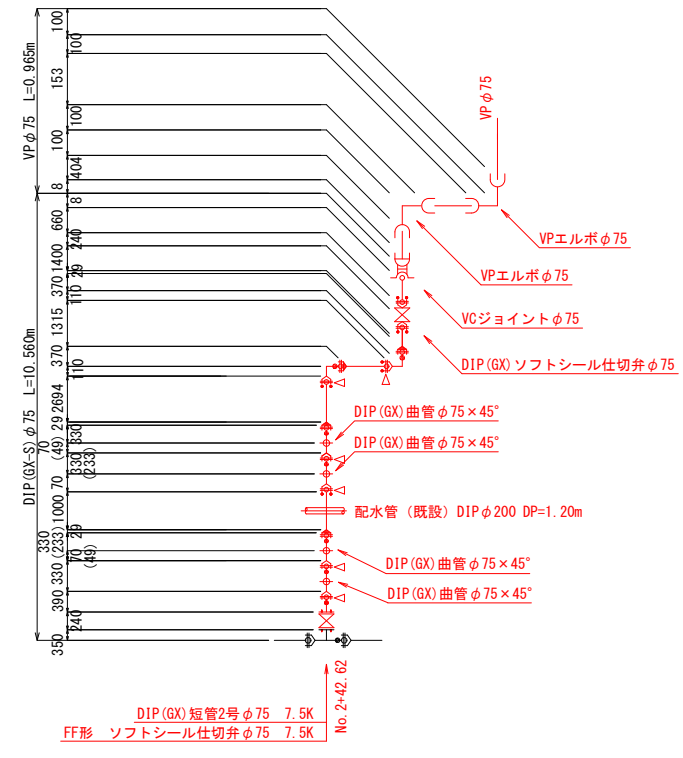 VPφ75 L=0.965m
100
100
153
100
100
404
8
DIP(GX-S)φ75 L=10.560m
8
660
240
1400
29
370
110
1315
370
110
2694
29
330
70
(49)
330
(233)
70
1000
29
330
(233)
70
(49)
330
390
240
350
VPφ75
VPエルボφ75
VPエルボφ75
VCジョイントφ75
DIP(GX)ソフトシール仕切弁φ75
DIP(GX)曲管φ75×45°
DIP(GX)曲管φ75×45°
配水管（既設）DIPφ200 DP=1.20m
DIP(GX)曲管φ75×45°
DIP(GX)曲管φ75×45°
No.2+42.62
DIP(GX)短管2号φ75 7.5K
FF形 ソフトシール仕切弁φ75 7.5K